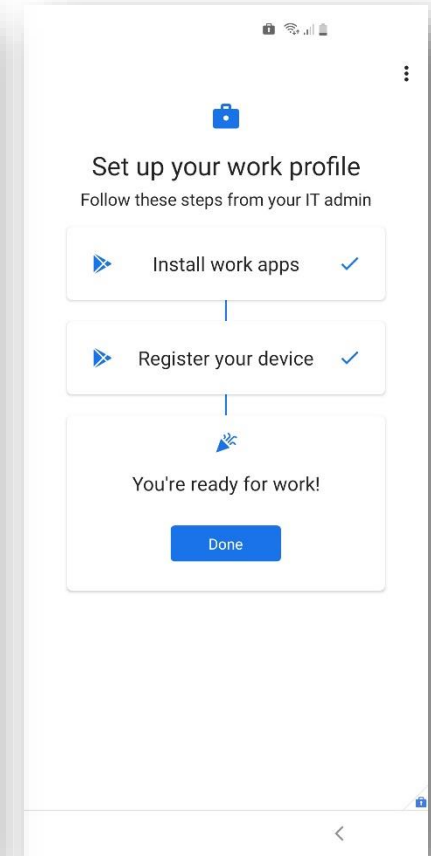 Set up your work profile
Follow these steps from your IT admin
Install work apps
Register your device
You're ready for work!
Done